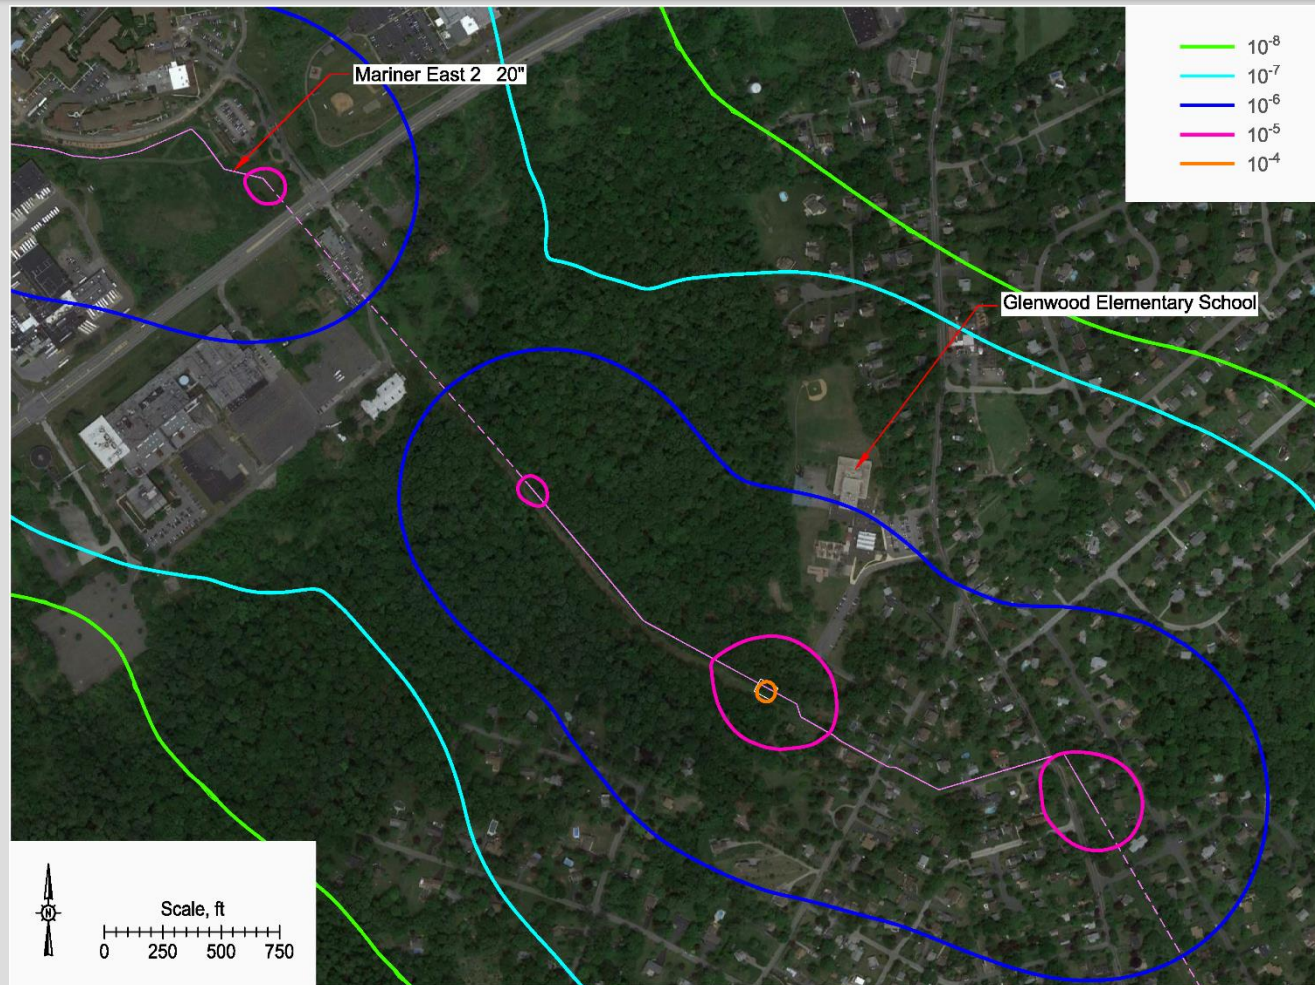 Mariner East 2 20"
10⁻⁸
10⁻⁷
10⁻⁶
10⁻⁵
10⁻⁴
Glenwood Elementary School
N
Scale, ft
0 250 500 750